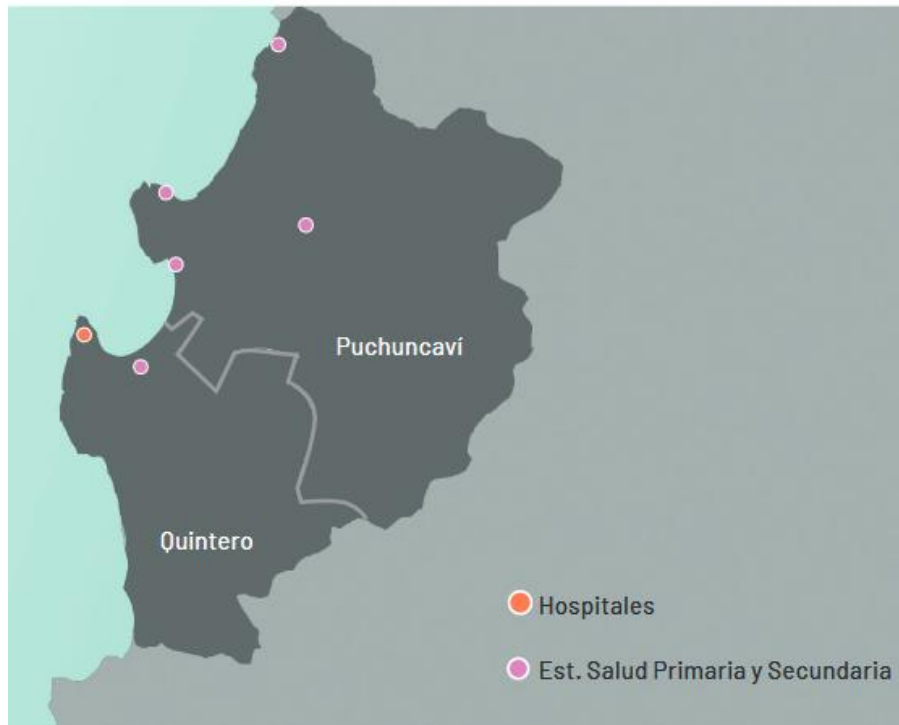 Puchuncaví
Quintero
Hospitales
Est. Salud Primaria y Secundaria